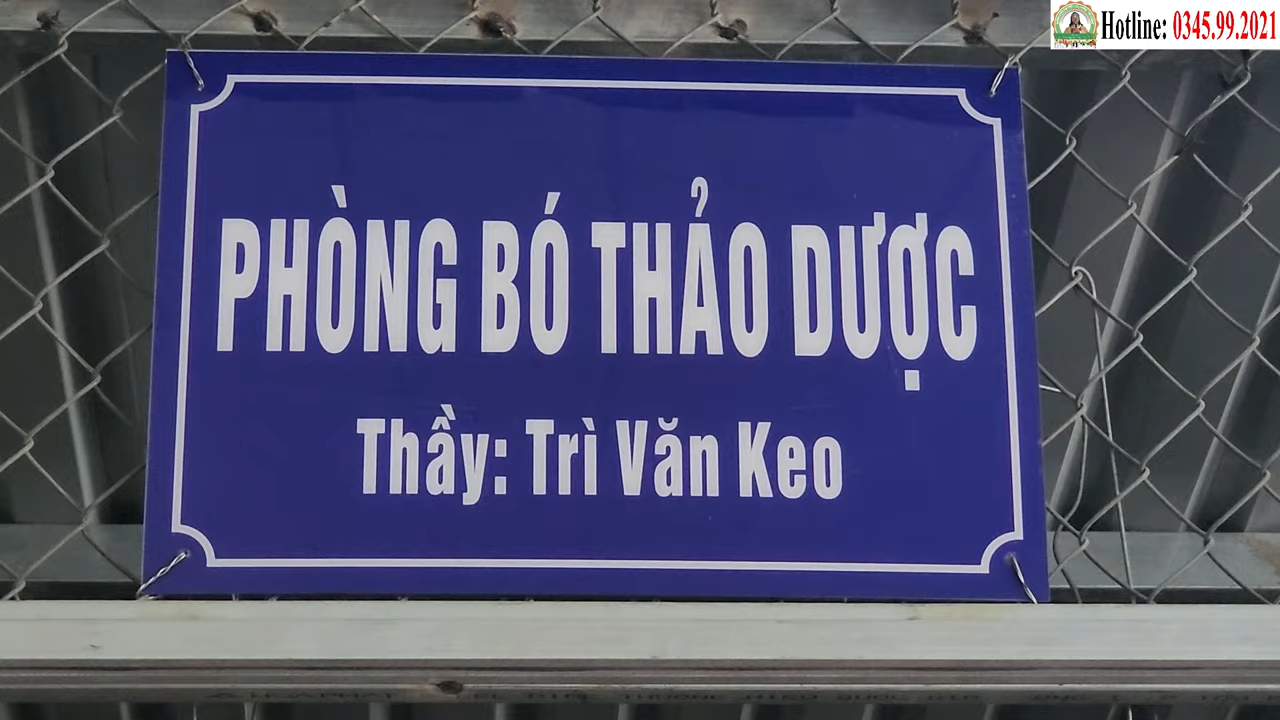 Hotline: 0345.99.2021
PHÒNG BÓ THẢO DƯỢC
Thầy: Trì Văn Keo